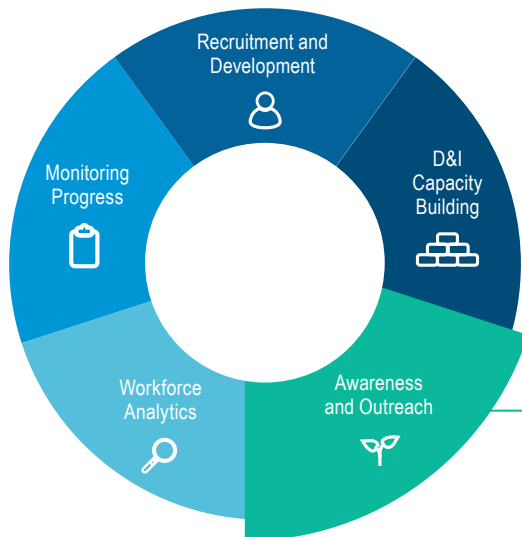 Recruitment and
Development
D&I
Capacity
Building
Awareness
and Outreach
Workforce
Analytics
Monitoring
Progress